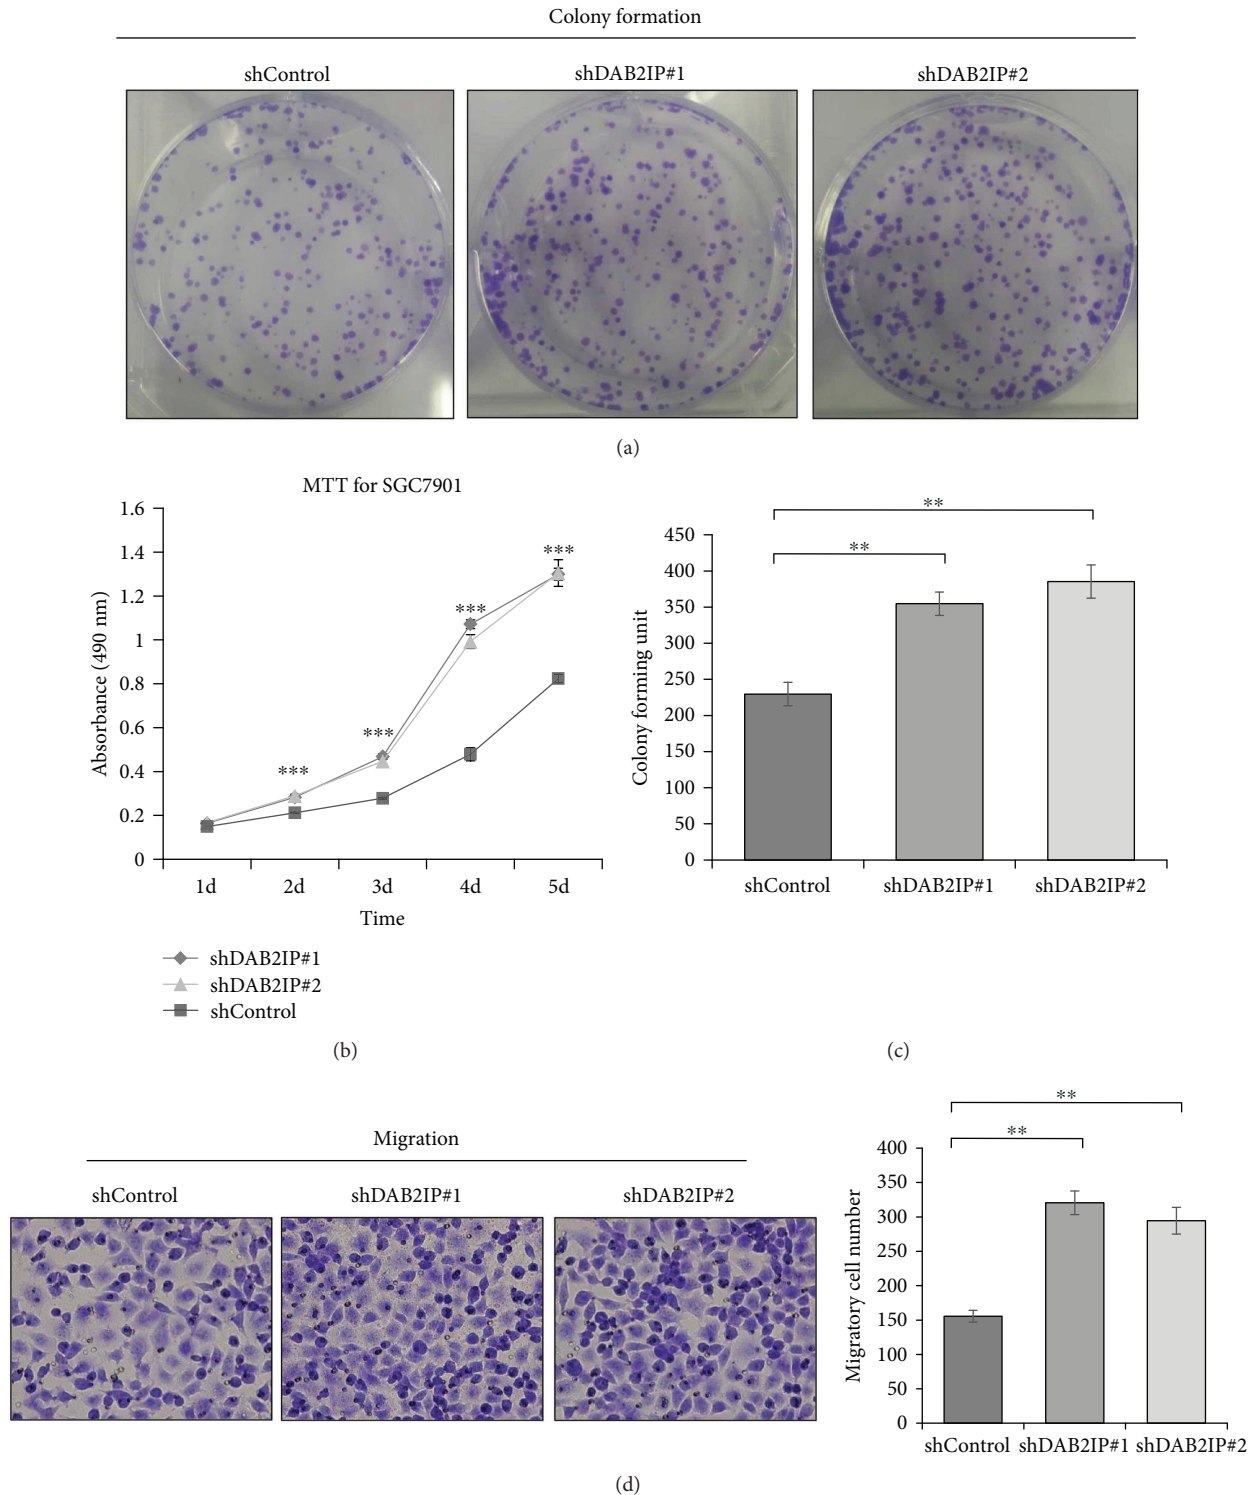 Colony formation
shControl shDAB2IP#1 shDAB2IP#2
(a)
MTT for SGC7901
Absorbance (490 nm)
1.6
1.4
1.2
1
0.8
0.6
0.4
0.2
0
***
***
***
***
1d 2d 3d 4d 5d
Time
shDAB2IP#1
shDAB2IP#2
shControl
(b)
Colony forming unit
450
400
350
300
250
200
150
100
50
0
**
**
shControl shDAB2IP#1 shDAB2IP#2
(c)
Migration
shControl shDAB2IP#1 shDAB2IP#2
Migratory cell number
400
350
300
250
200
150
100
50
0
**
**
shControl shDAB2IP#1 shDAB2IP#2
(d)